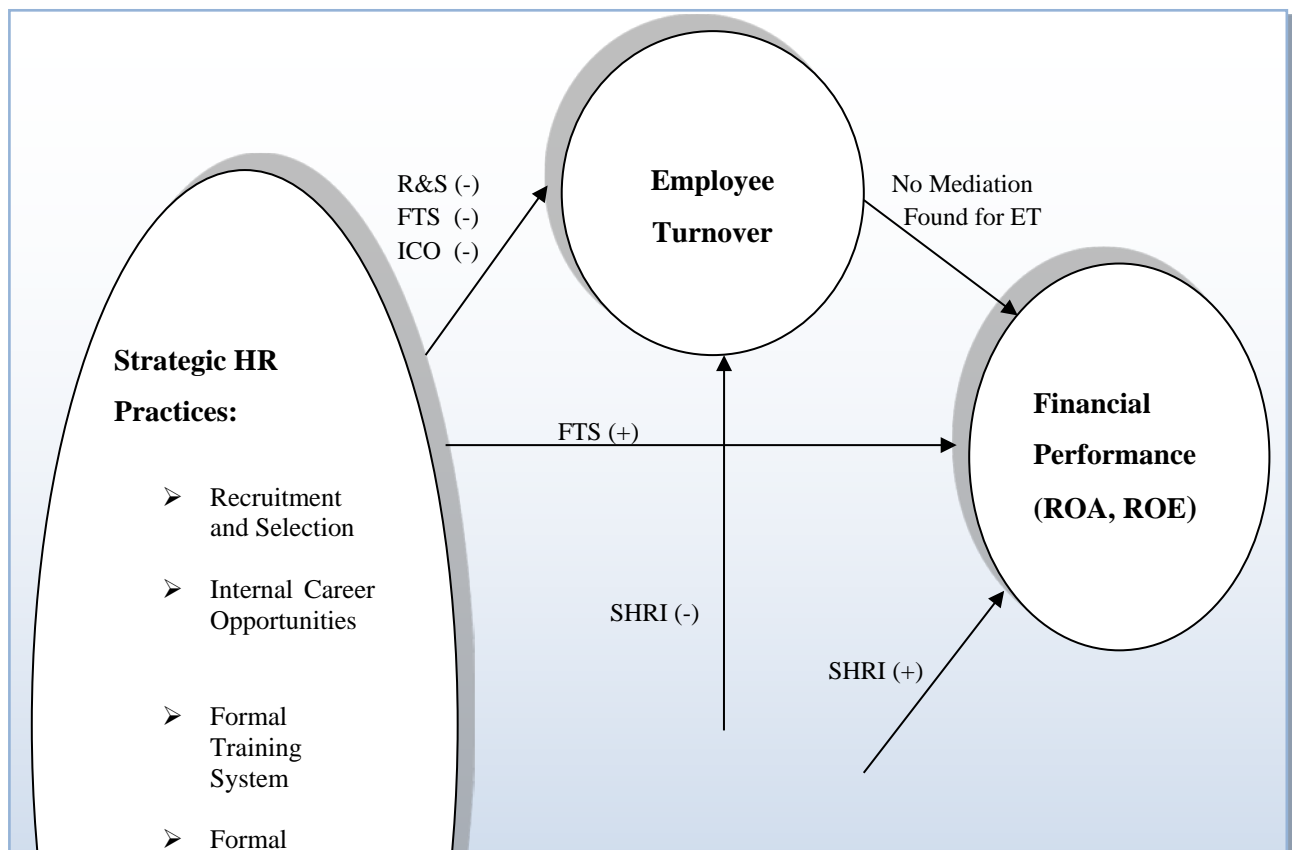 R&S (-)
FTS (-)
ICO (-)
Employee
Turnover
No Mediation
Found for ET
Strategic HR
Practices:
➢ Recruitment
and Selection
➢ Internal Career
Opportunities
➢ Formal
Training
System
➢ Formal
FTS (+)
Financial
Performance
(ROA, ROE)
SHRI (-)
SHRI (+)